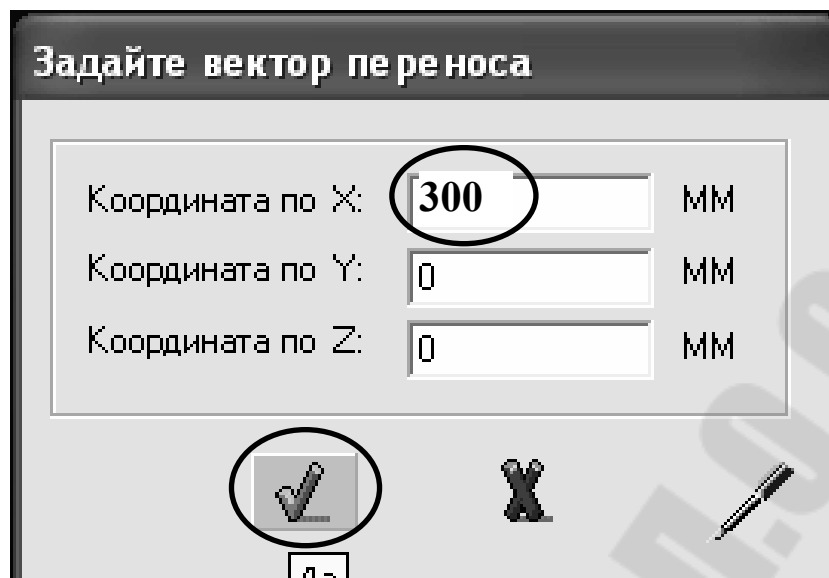 Задайте вектор переноса
Координата по X: 300 мм
Координата по Y: 0 мм
Координата по Z: 0 мм